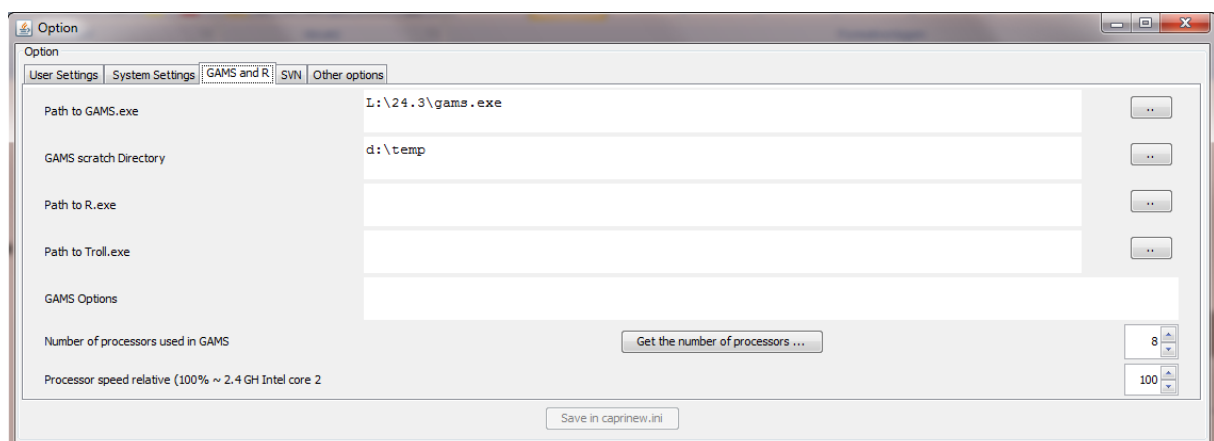 Option
Option
User Settings System Settings GAMS and R SVN Other options
Path to GAMS.exe L:\24.3\gams.exe ..
GAMS scratch Directory d:\temp ..
Path to R.exe ..
Path to Troll.exe ..
GAMS Options
Number of processors used in GAMS Get the number of processors ... 8
Processor speed relative (100% ~ 2.4 GH Intel core 2 100
Save in caprinew.ini